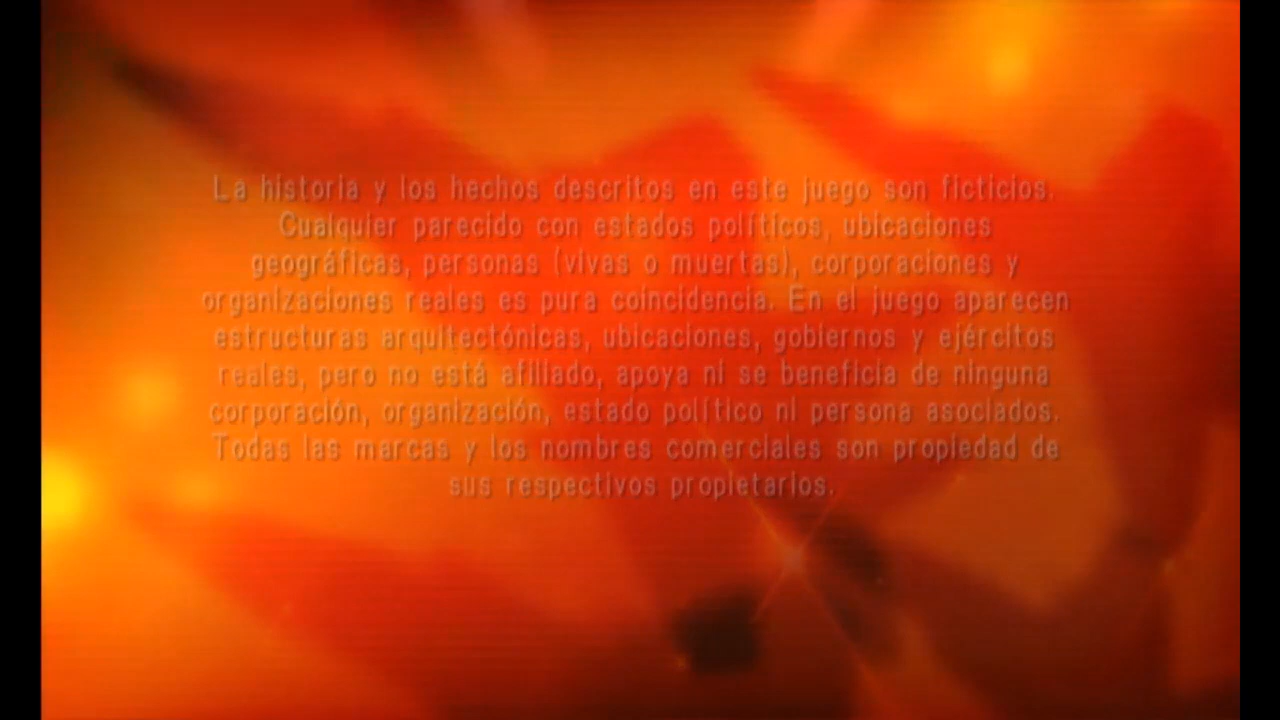 La historia y los hechos descritos en este juego son ficticios.
Cualquier parecido con estados políticos, ubicaciones
geográficas, personas (vivas o muertas), corporaciones y
organizaciones reales es pura coincidencia. En el juego aparecen
estructuras arquitectónicas, ubicaciones, gobiernos y ejércitos
reales, pero no está afiliado, apoya ni se beneficia de ninguna
corporación, organización, estado político ni persona asociados.
Todas las marcas y los nombres comerciales son propiedad de
sus respectivos propietarios.